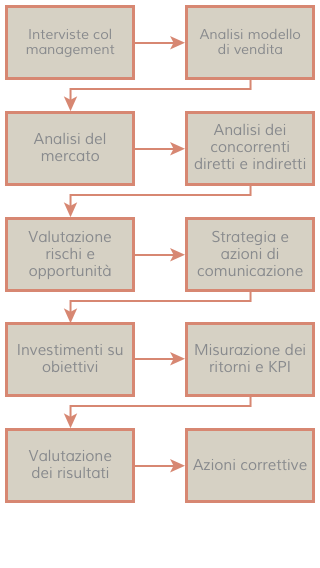 Interviste col
management
Analisi modello
di vendita
Analisi del
mercato
Analisi dei
concorrenti
diretti e indiretti
Valutazione
rischi e
opportunità
Strategia e
azioni di
comunicazione
Investimenti su
obiettivi
Misurazione dei
ritorni e KPI
Valutazione
dei risultati
Azioni correttive